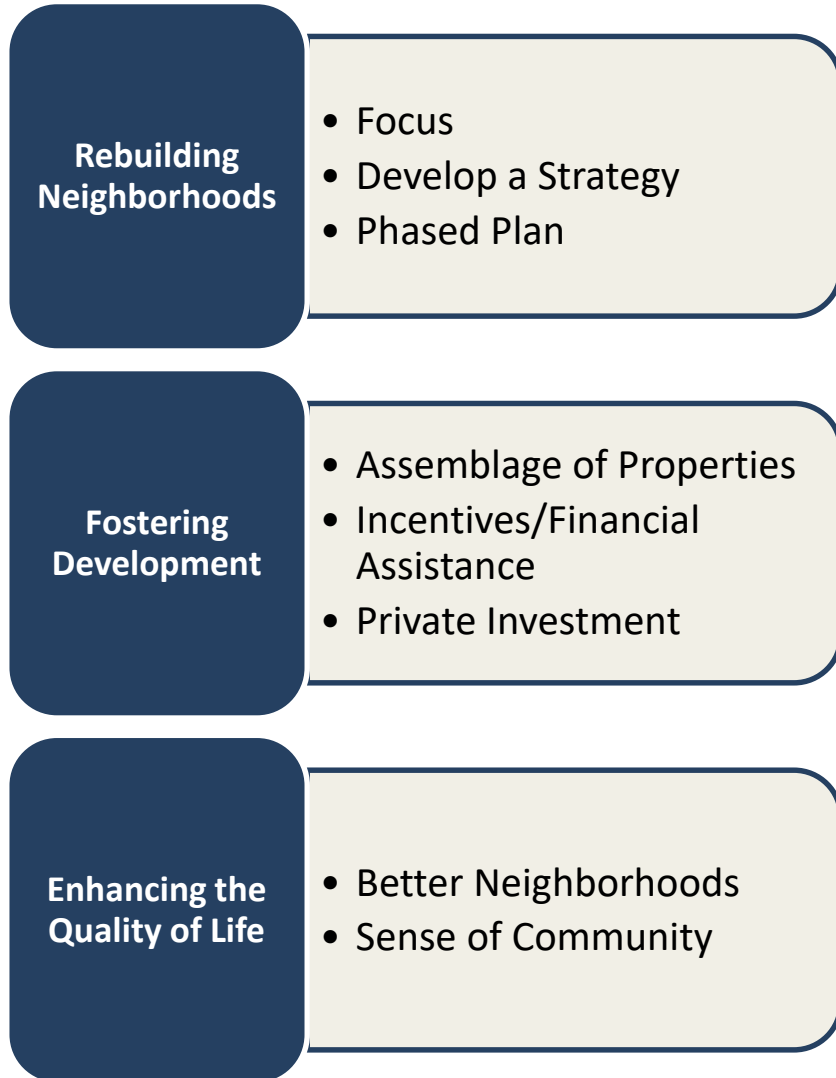 Rebuilding
Neighborhoods
• Focus
• Develop a Strategy
• Phased Plan
Fostering
Development
• Assemblage of Properties
• Incentives/Financial
Assistance
• Private Investment
Enhancing the
Quality of Life
• Better Neighborhoods
• Sense of Community